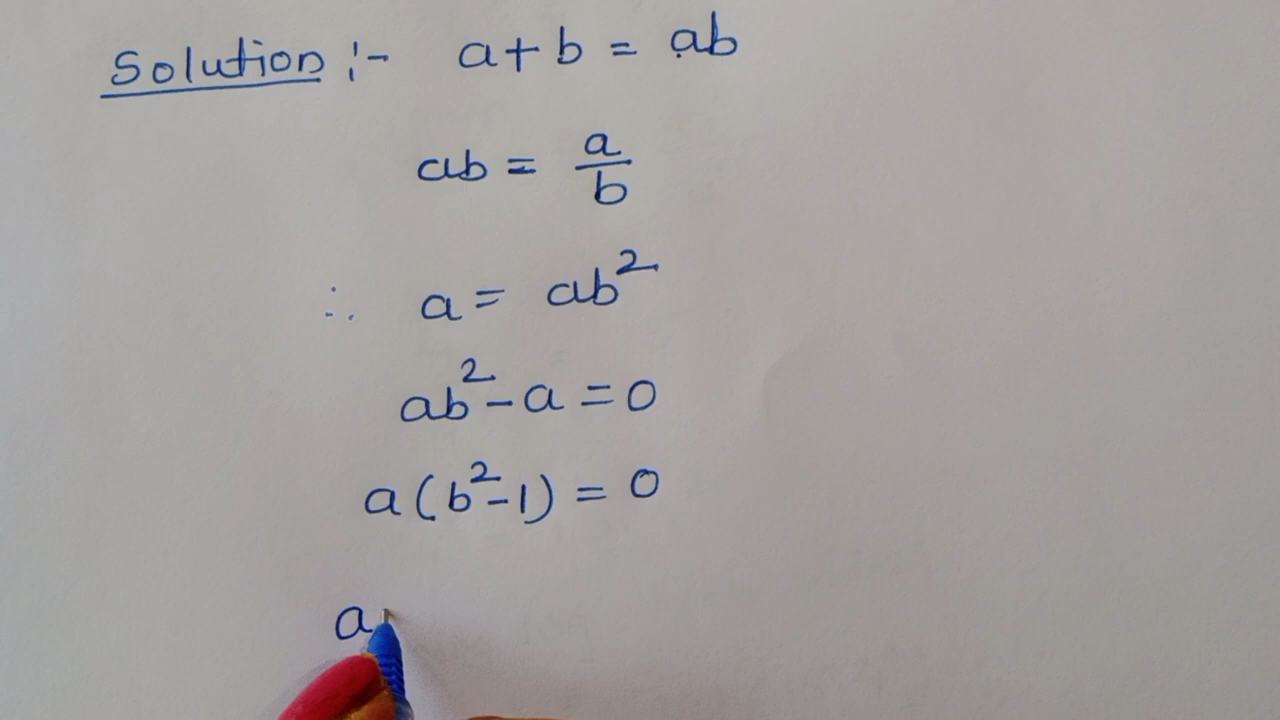 Solution :- a + b = ab
ab = a/b
∴ a = ab²
ab² - a = 0
a(b² - 1) = 0
a